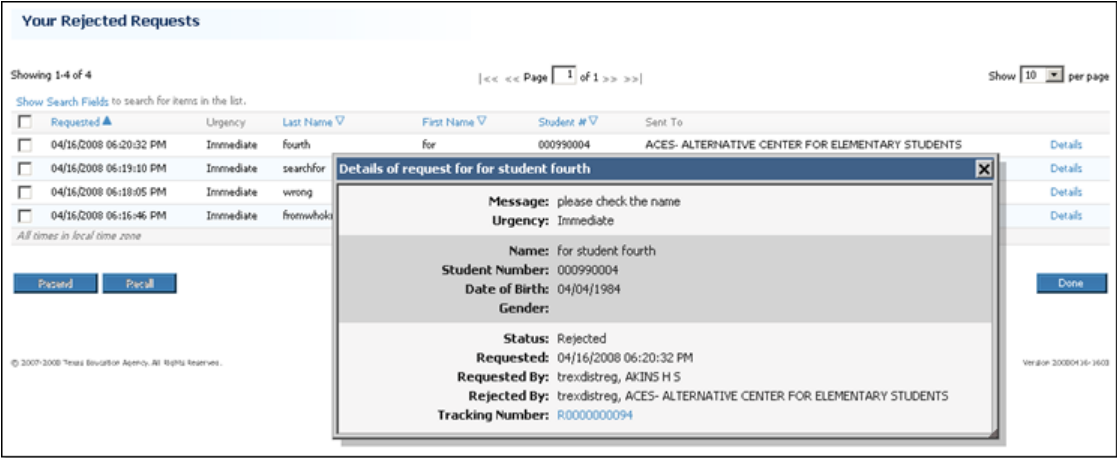 Your Rejected Requests
Showing 1-4 of 4 |<< << Page 1 of 1 >> >>| Show 10 per page
Show Search Fields to search for items in the list.
Requested Urgency Last Name First Name Student # Sent To
04/16/2008 06:20:32 PM Immediate fourth for 000990004 ACES- ALTERNATIVE CENTER FOR ELEMENTARY STUDENTS Details
04/16/2008 06:19:10 PM Immediate searchfor Details
04/16/2008 06:18:05 PM Immediate wrong Details
04/16/2008 06:16:46 PM Immediate Details
All times in local time zone
Resend Recall Done
Details of request for for student fourth
Message: please check the name
Urgency: Immediate
Name: for student fourth
Student Number: 000990004
Date of Birth: 04/04/1984
Gender:
Status: Rejected
Requested: 04/16/2008 06:20:32 PM
Requested By: trexdistreg, AKINS H S
Rejected By: trexdistreg, ACES- ALTERNATIVE CENTER FOR ELEMENTARY STUDENTS
Tracking Number: R0000000094
© 2007-2008 Texas Education Agency. All Rights Reserved. Version 20080416-1603